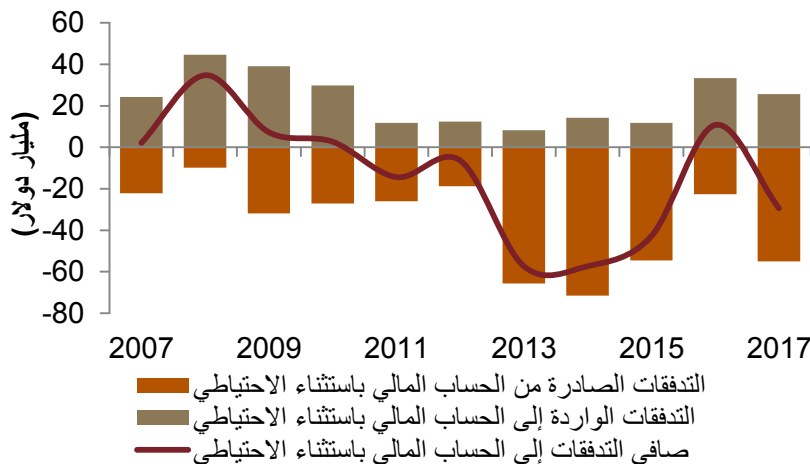 60
40
20
0
-20
-40
-60
-80
(مليار دولار)
2007 2009 2011 2013 2015 2017
التدفقات الصادرة من الحساب المالي باستثناء الاحتياطي
التدفقات الواردة إلى الحساب المالي باستثناء الاحتياطي
صافي التدفقات إلى الحساب المالي باستثناء الاحتياطي